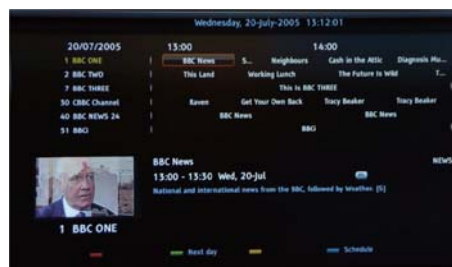 Wednesday, 20-July-2005 13:12:01
20/07/2005 13:00 14:00
1 BBC ONE BBC News S... Neighbours Cash in the Attic Diagnosis Mu...
2 BBC TWO This Land Working Lunch The Future Is Wild T...
7 BBC THREE This is BBC THREE
30 CBBC Channel Raven Get Your Own Back Tracy Beaker Tracy Beaker
40 BBC NEWS 24 BBC News BBC News
51 BBCi BBCi
BBC News NEWS
13:00 - 13:30 Wed, 20-Jul
National and international news from the BBC, followed by Weather. [S]
1 BBC ONE
Next day Schedule